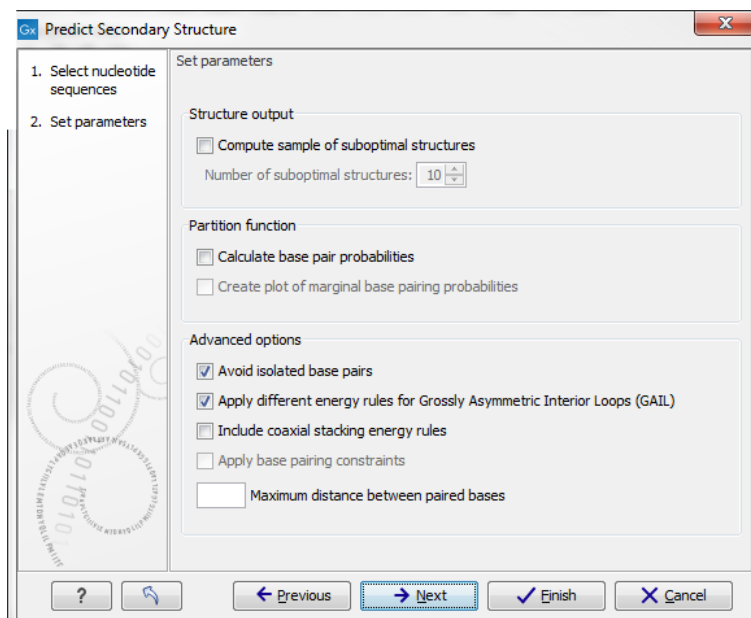 Gx Predict Secondary Structure
1. Select nucleotide
sequences
2. Set parameters
Set parameters
Structure output
Compute sample of suboptimal structures
Number of suboptimal structures: 10
Partition function
Calculate base pair probabilities
Create plot of marginal base pairing probabilities
Advanced options
Avoid isolated base pairs
Apply different energy rules for Grossly Asymmetric Interior Loops (GAIL)
Include coaxial stacking energy rules
Apply base pairing constraints
Maximum distance between paired bases
? Previous Next Finish Cancel